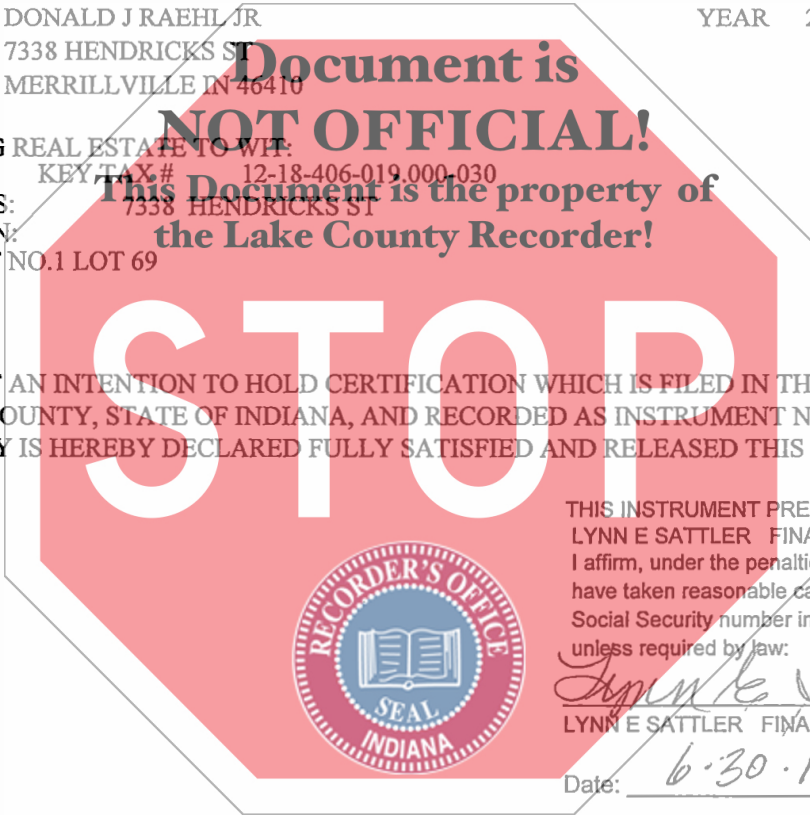 DONALD J RAEHL JR YEAR 2
7338 HENDRICKS ST
MERRILLVILLE IN 46410
Document is
NOT OFFICIAL!
G REAL ESTATE TO WIT:
KEY TAX # 12-18-406-019.000-030
This Document is the property of
S: 7338 HENDRICKS ST
N:
the Lake County Recorder!
NO.1 LOT 69
STOP
AN INTENTION TO HOLD CERTIFICATION WHICH IS FILED IN TH
OUNTY, STATE OF INDIANA, AND RECORDED AS INSTRUMENT N
Y IS HEREBY DECLARED FULLY SATISFIED AND RELEASED THIS
THIS INSTRUMENT PRE
LYNN E SATTLER FINA
I affirm, under the penalti
have taken reasonable ca
Social Security number in
unless required by law:
Lynn E
LYNN E SATTLER FINA
Date: 6·30·1
RECORDER'S OFFICE
SEAL
INDIANA